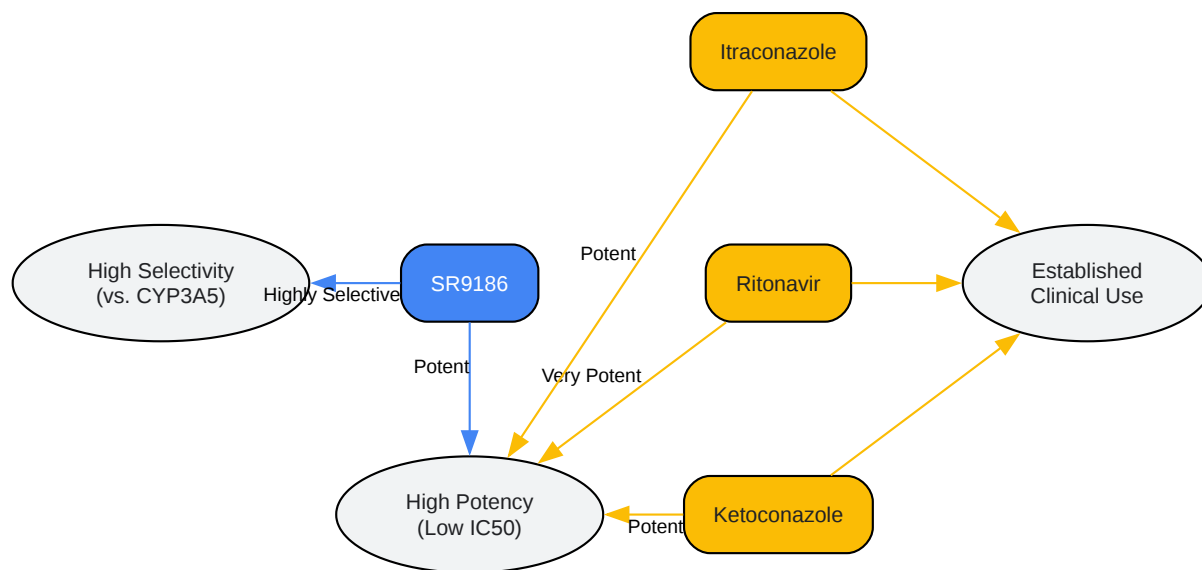 Itraconazole
Potent
High Selectivity
(vs. CYP3A5)
Highly Selective
SR9186
Ritonavir
Established
Clinical Use
Potent
Very Potent
High Potency
(Low IC50)
Potent
Ketoconazole